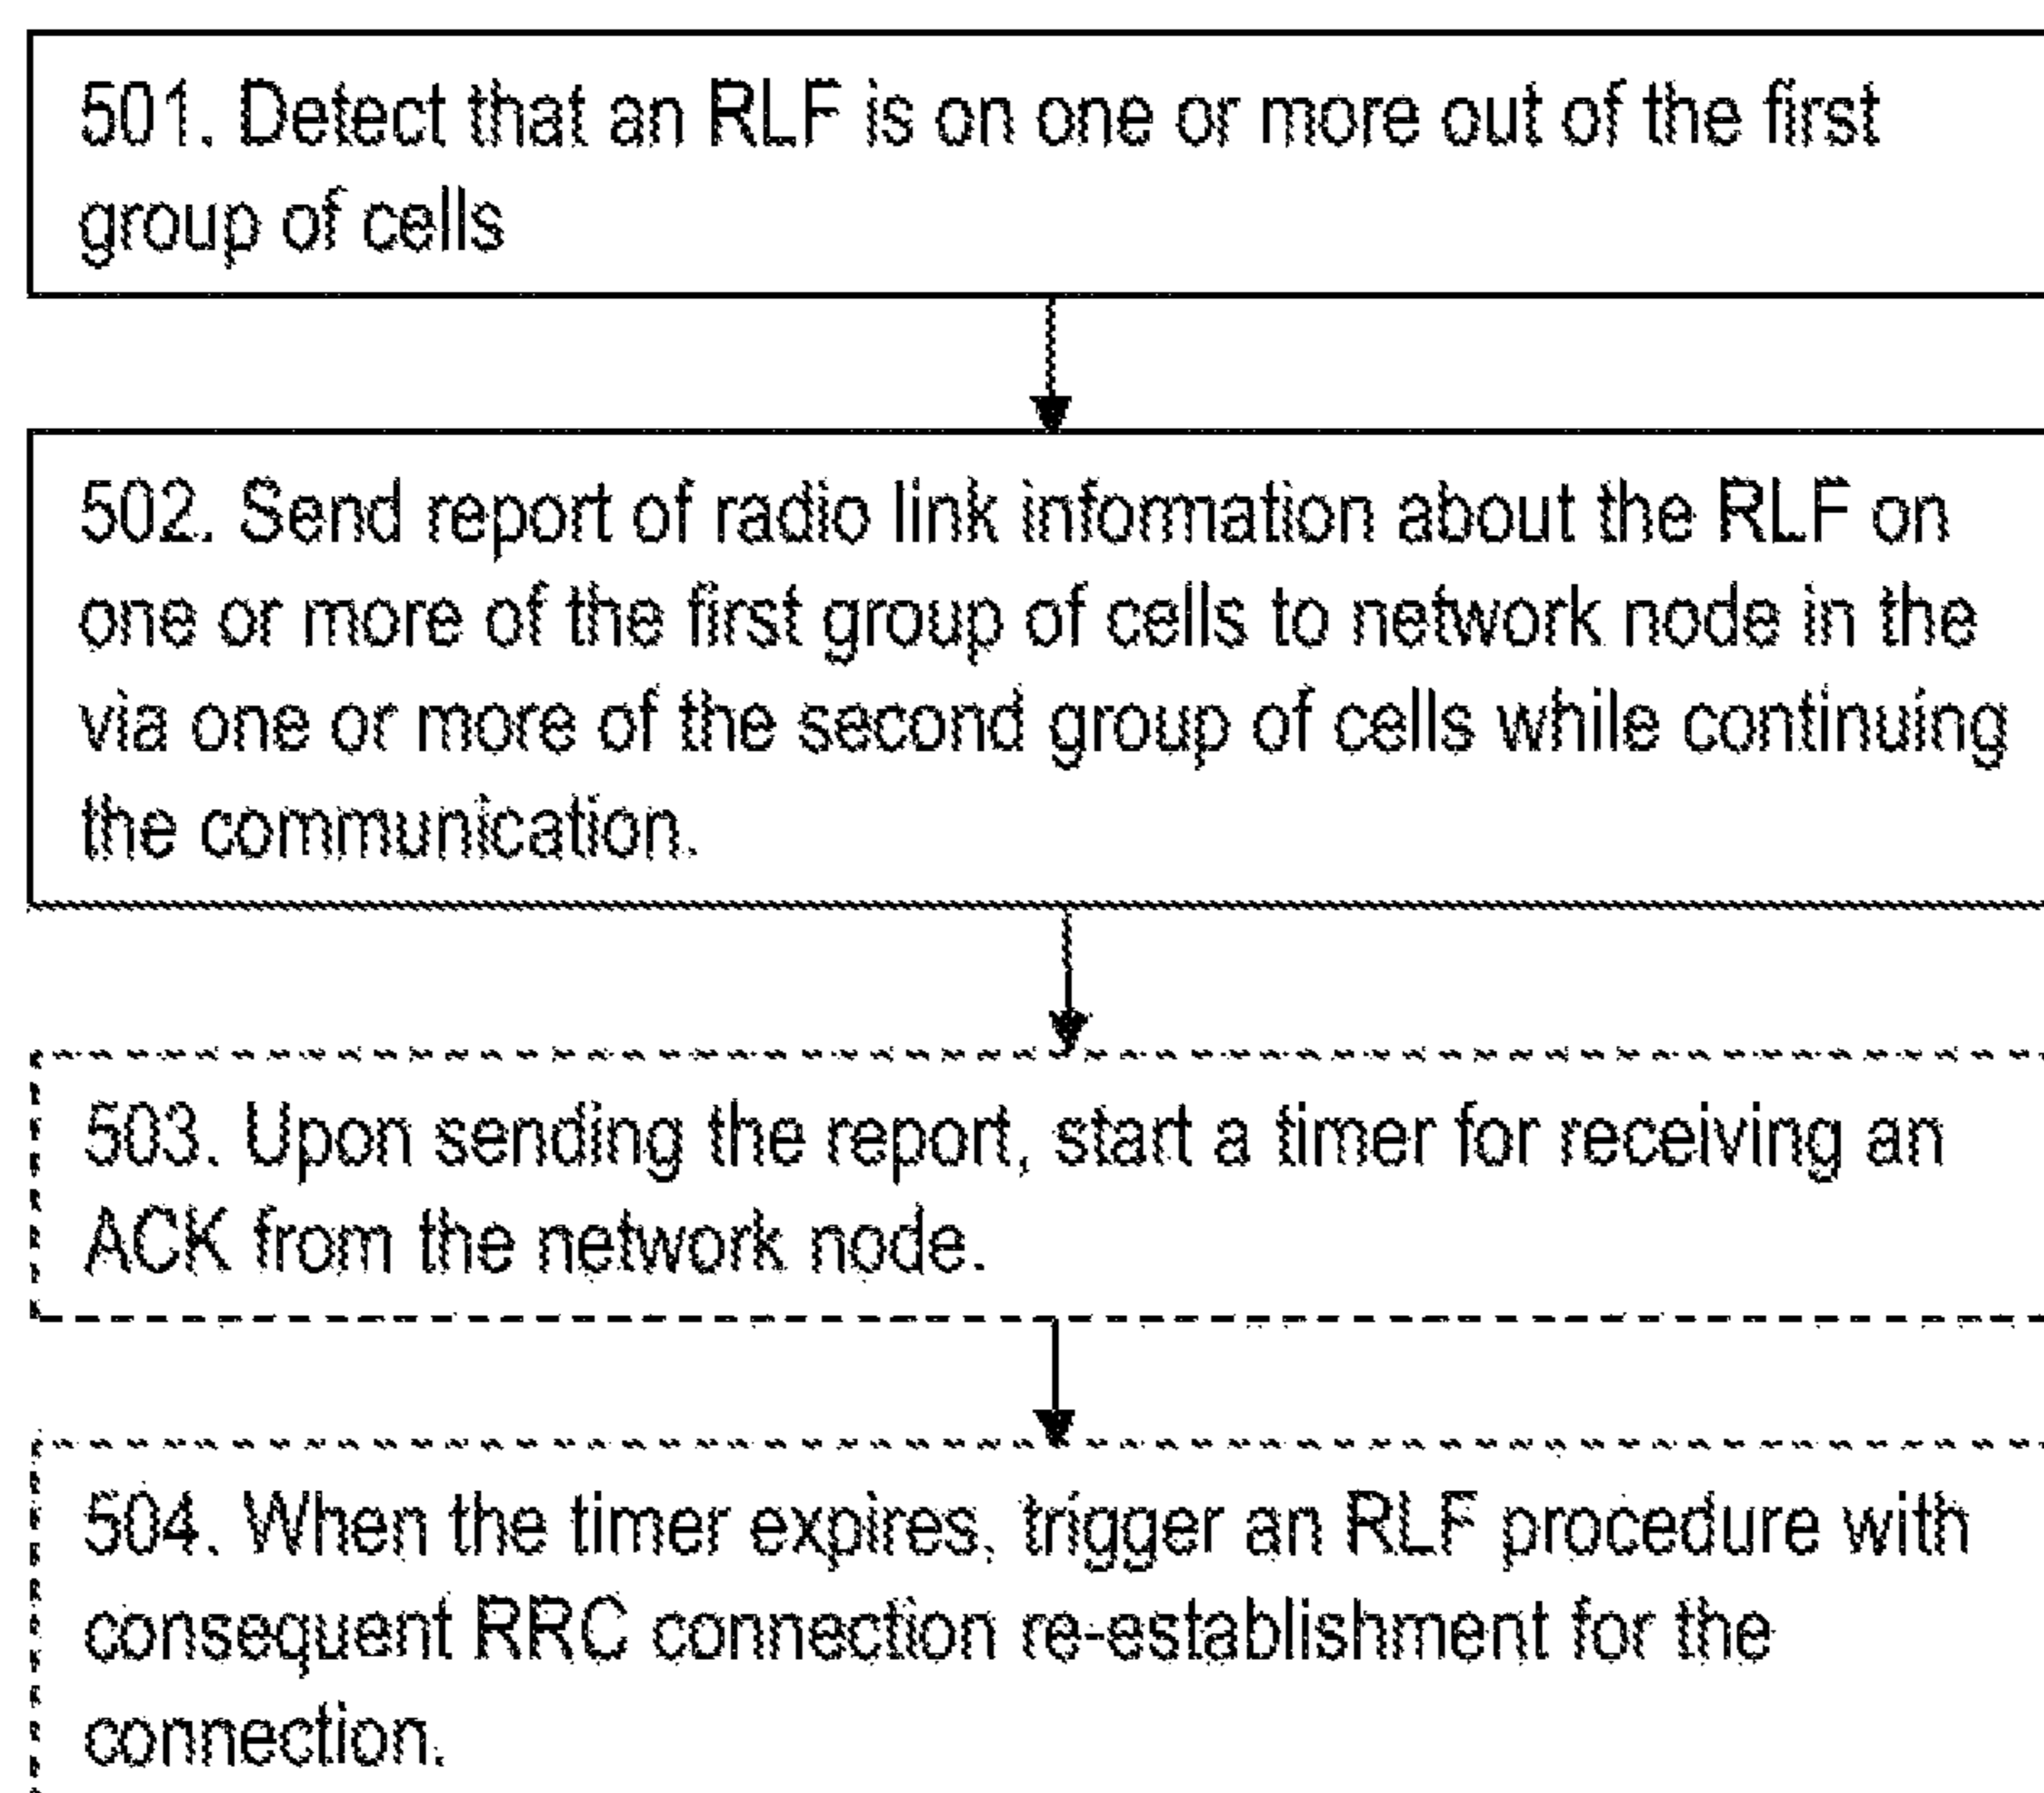 501. Detect that an RLF is on one or more out of the first
group of cells
502. Send report of radio link information about the RLF on
one or more of the first group of cells to network node in the
via one or more of the second group of cells while continuing
the communication.
503. Upon sending the report, start a timer for receiving an
ACK from the network node.
504. When the timer expires, trigger an RLF procedure with
consequent RRC connection re-establishment for the
connection.